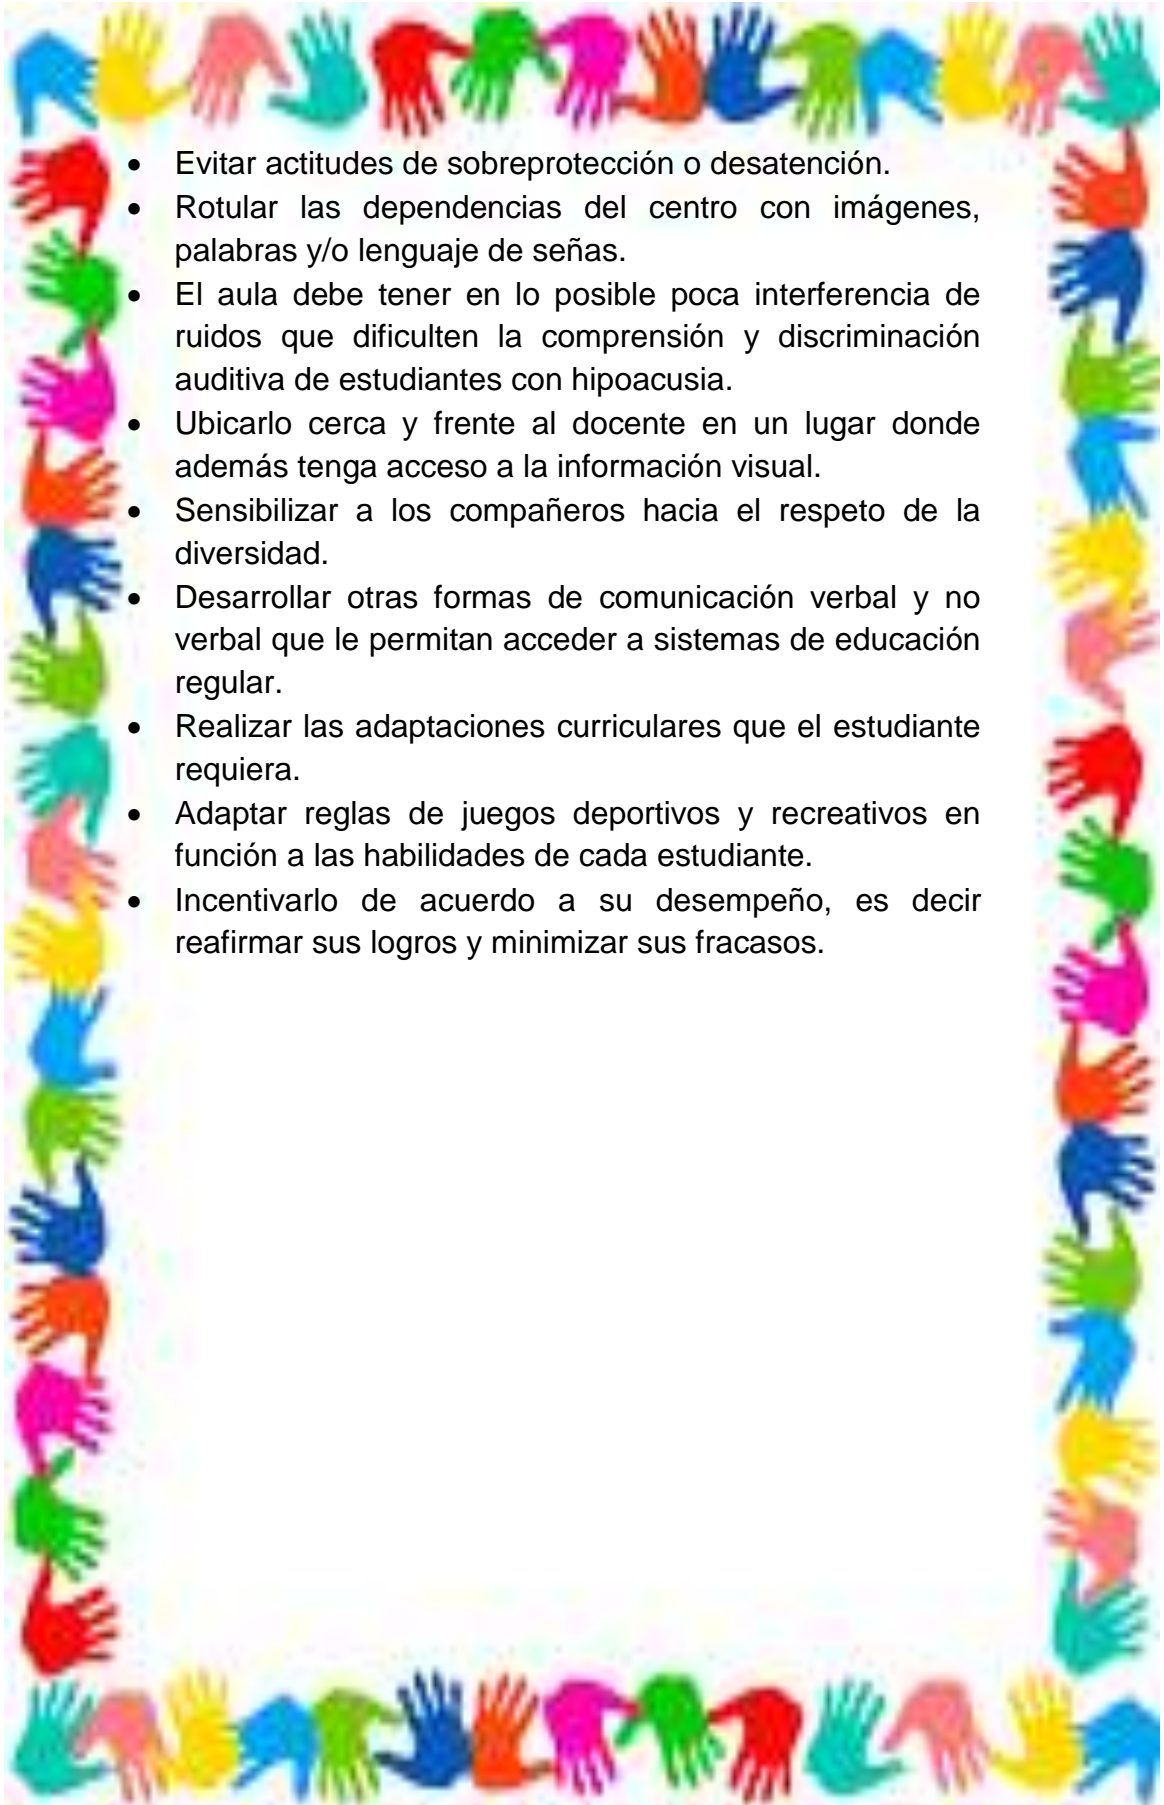 • Evitar actitudes de sobreprotección o desatención.
• Rotular las dependencias del centro con imágenes,
palabras y/o lenguaje de señas.
• El aula debe tener en lo posible poca interferencia de
ruidos que dificulten la comprensión y discriminación
auditiva de estudiantes con hipoacusia.
• Ubicarlo cerca y frente al docente en un lugar donde
además tenga acceso a la información visual.
• Sensibilizar a los compañeros hacia el respeto de la
diversidad.
• Desarrollar otras formas de comunicación verbal y no
verbal que le permitan acceder a sistemas de educación
regular.
• Realizar las adaptaciones curriculares que el estudiante
requiera.
• Adaptar reglas de juegos deportivos y recreativos en
función a las habilidades de cada estudiante.
• Incentivarlo de acuerdo a su desempeño, es decir
reafirmar sus logros y minimizar sus fracasos.